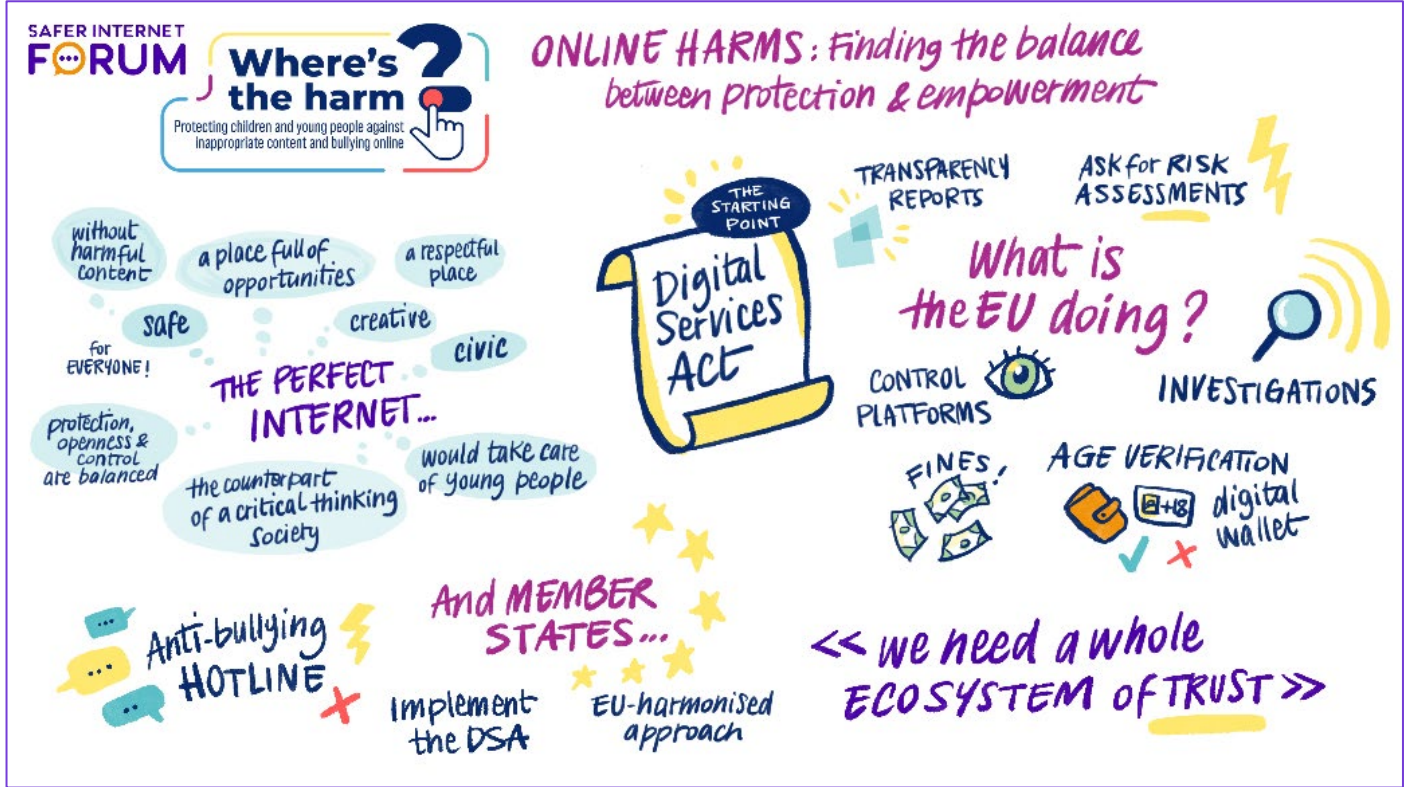 SAFER INTERNET
FORUM
Where's
the harm ?
Protecting children and young people against
inappropriate content and bullying online
ONLINE HARMS: Finding the balance
between protection & empowerment
without
harmful
content
a place full of
opportunities
a respectful
place
safe
creative
civic
for
EVERYONE!
THE PERFECT
INTERNET...
protection,
openness &
control
are balanced
the counterpart
of a critical thinking
society
would take care
of young people
THE
STARTING
POINT
Digital
Services
Act
TRANSPARENCY
REPORTS
ASK for RISK
ASSESSMENTS
What is
the EU doing?
CONTROL
PLATFORMS
INVESTIGATIONS
FINES!
AGE VERIFICATION
digital
wallet
+18
And MEMBER
STATES...
Anti-bullying
HOTLINE
Implement
the DSA
EU-harmonised
approach
<< we need a whole
ECOSYSTEM of TRUST >>